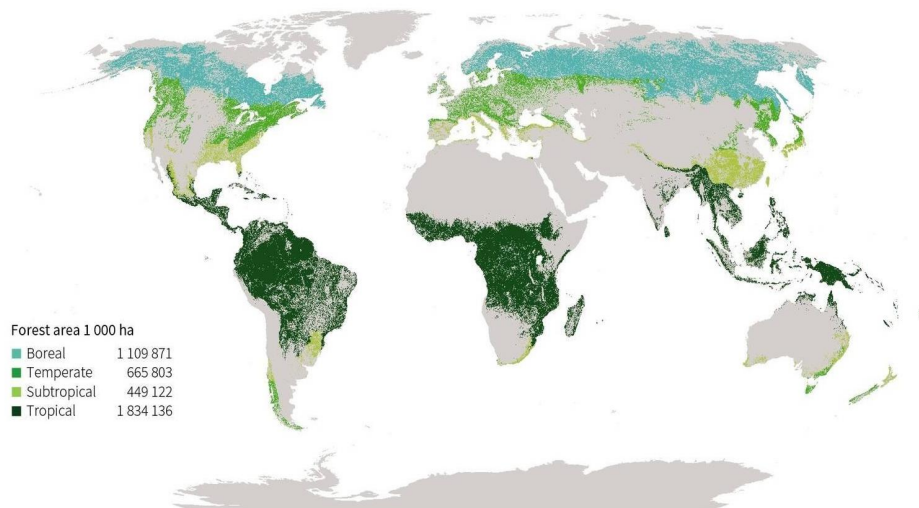 Forest area 1 000 ha
Boreal 1 109 871
Temperate 665 803
Subtropical 449 122
Tropical 1 834 136